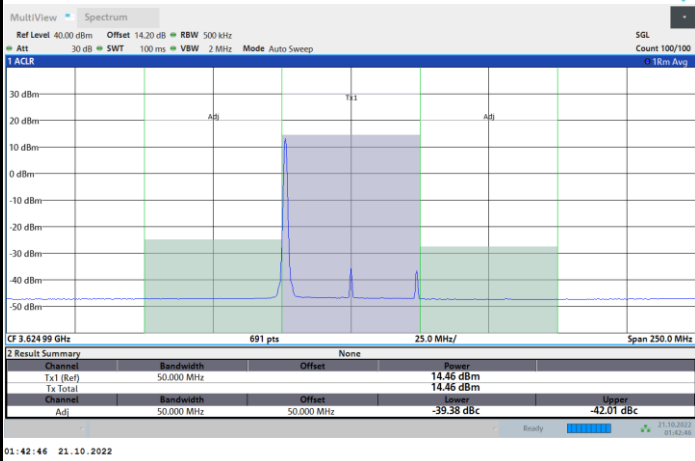 MultiView Spectrum
Ref Level 40.00 dBm Offset 14.20 dB RBW 500 kHz SGL
Att 30 dB SWT 100 ms VBW 2 MHz Mode Auto Sweep Count 100/100
1 ACLR 1Rm Avg
30 dBm
Tx1
20 dBm Adj Adj
10 dBm
0 dBm
-10 dBm
-20 dBm
-30 dBm
-40 dBm
-50 dBm
CF 3.624 99 GHz 691 pts 25.0 MHz/ Span 250.0 MHz
2 Result Summary None
Channel Bandwidth Offset Power
Tx1 (Ref) 50.000 MHz 14.46 dBm
Tx Total 14.46 dBm
Channel Bandwidth Offset Lower Upper
Adj 50.000 MHz 50.000 MHz -39.38 dBc -42.01 dBc
Ready 21.10.2022
01:42:46
01:42:46 21.10.2022